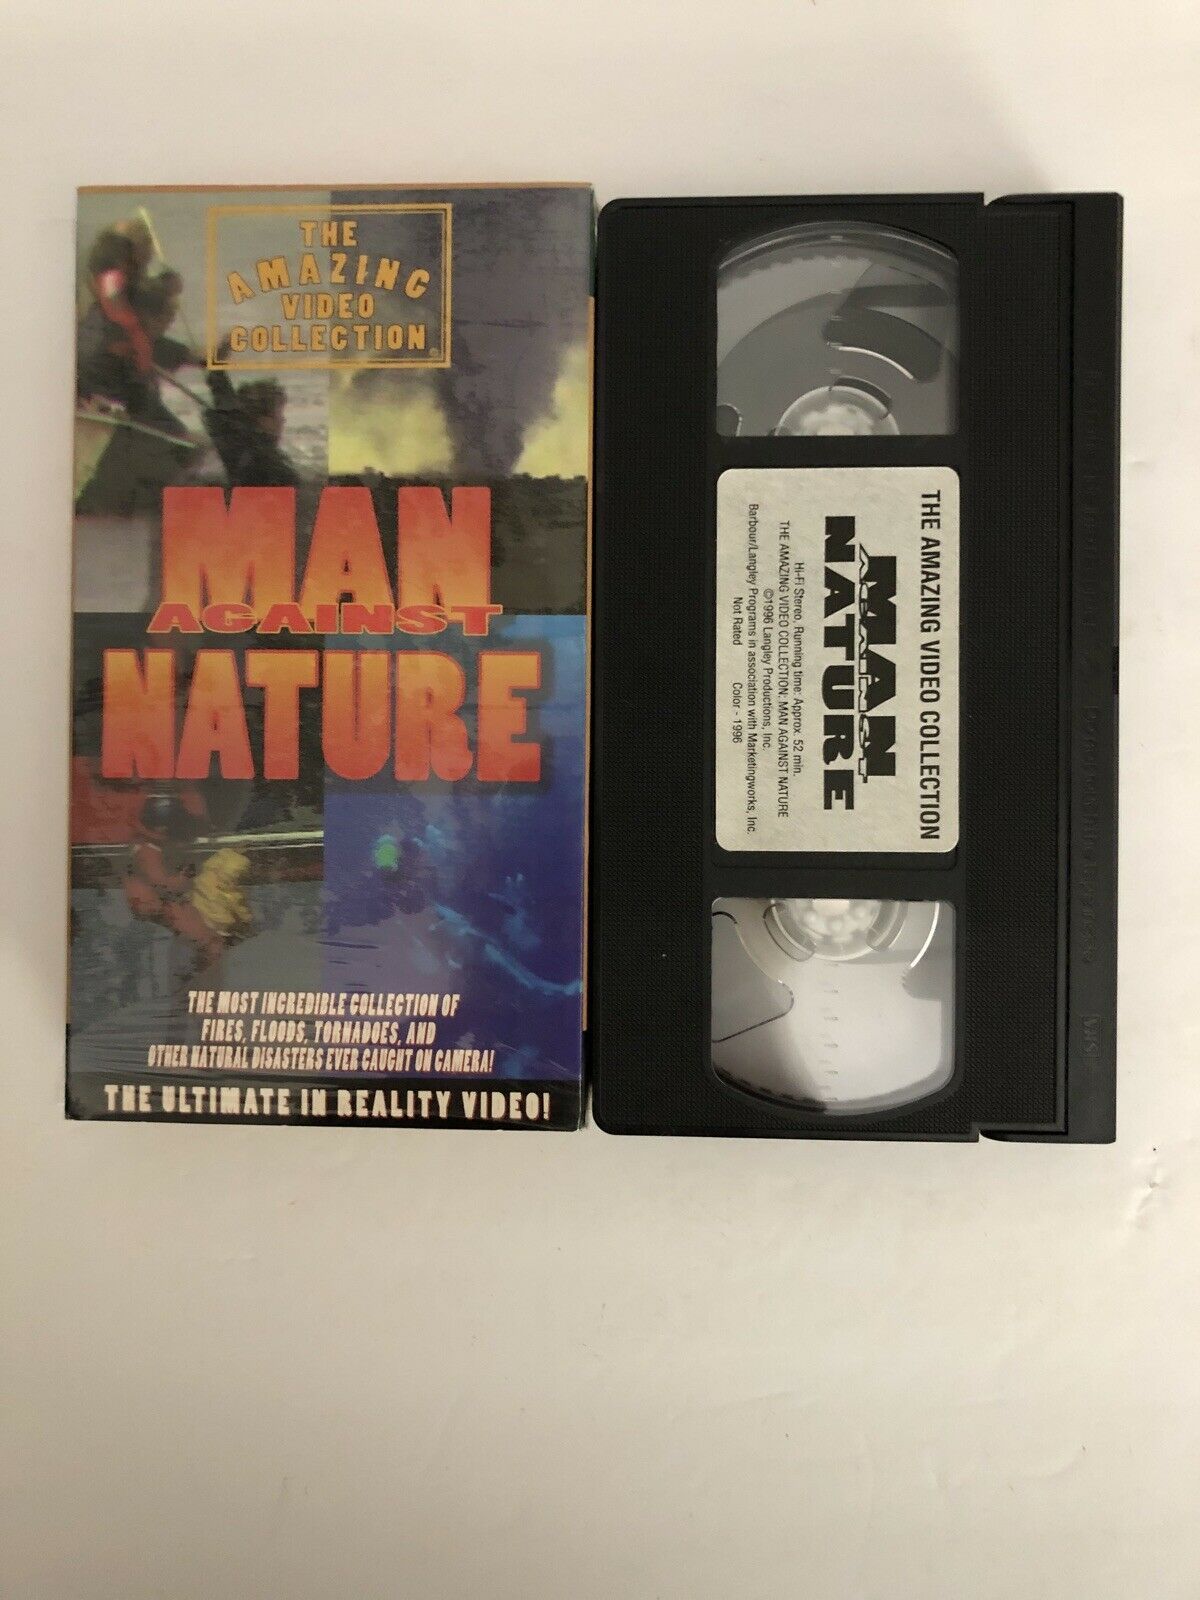 THE
AMAZING
VIDEO
COLLECTION
MAN
AGAINST
NATURE
THE MOST INCREDIBLE COLLECTION OF
FIRES, FLOODS, TORNADOES, AND
OTHER NATURAL DISASTERS EVER CAUGHT ON CAMERA!
THE ULTIMATE IN REALITY VIDEO!
THE AMAZING VIDEO COLLECTION
MAN
AGAINST
NATURE
Hi-Fi Stereo, Running time: Approx. 52 min.
THE AMAZING VIDEO COLLECTION: MAN AGAINST NATURE
©1996 Langley Productions, Inc.
Barbour/Langley Programs in association with Marketingworks, Inc.
Not Rated Color - 1996
VHS